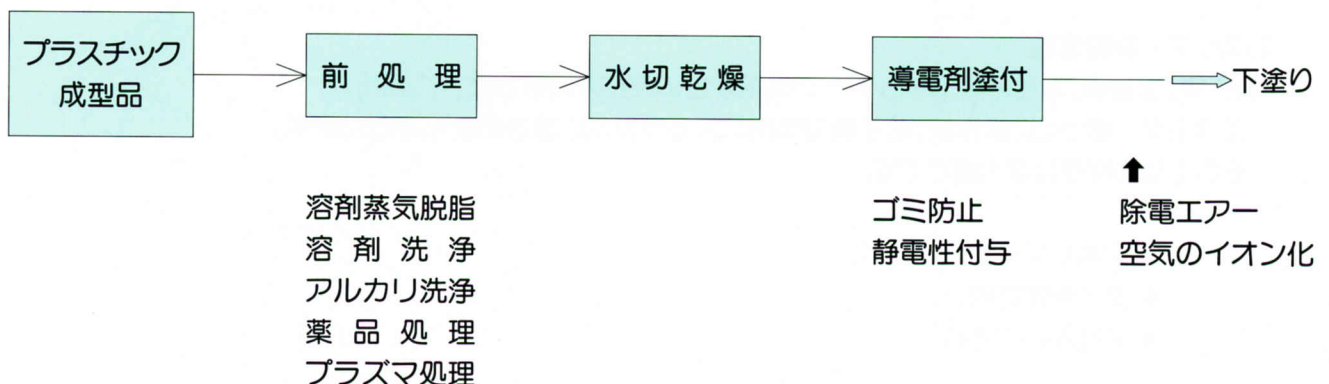 プラスチック
成型品
前処理
水切乾燥
導電剤塗付
下塗り
溶剤蒸気脱脂
溶剤洗浄
アルカリ洗浄
薬品処理
プラズマ処理
ゴミ防止
静電性付与
除電エアー
空気のイオン化